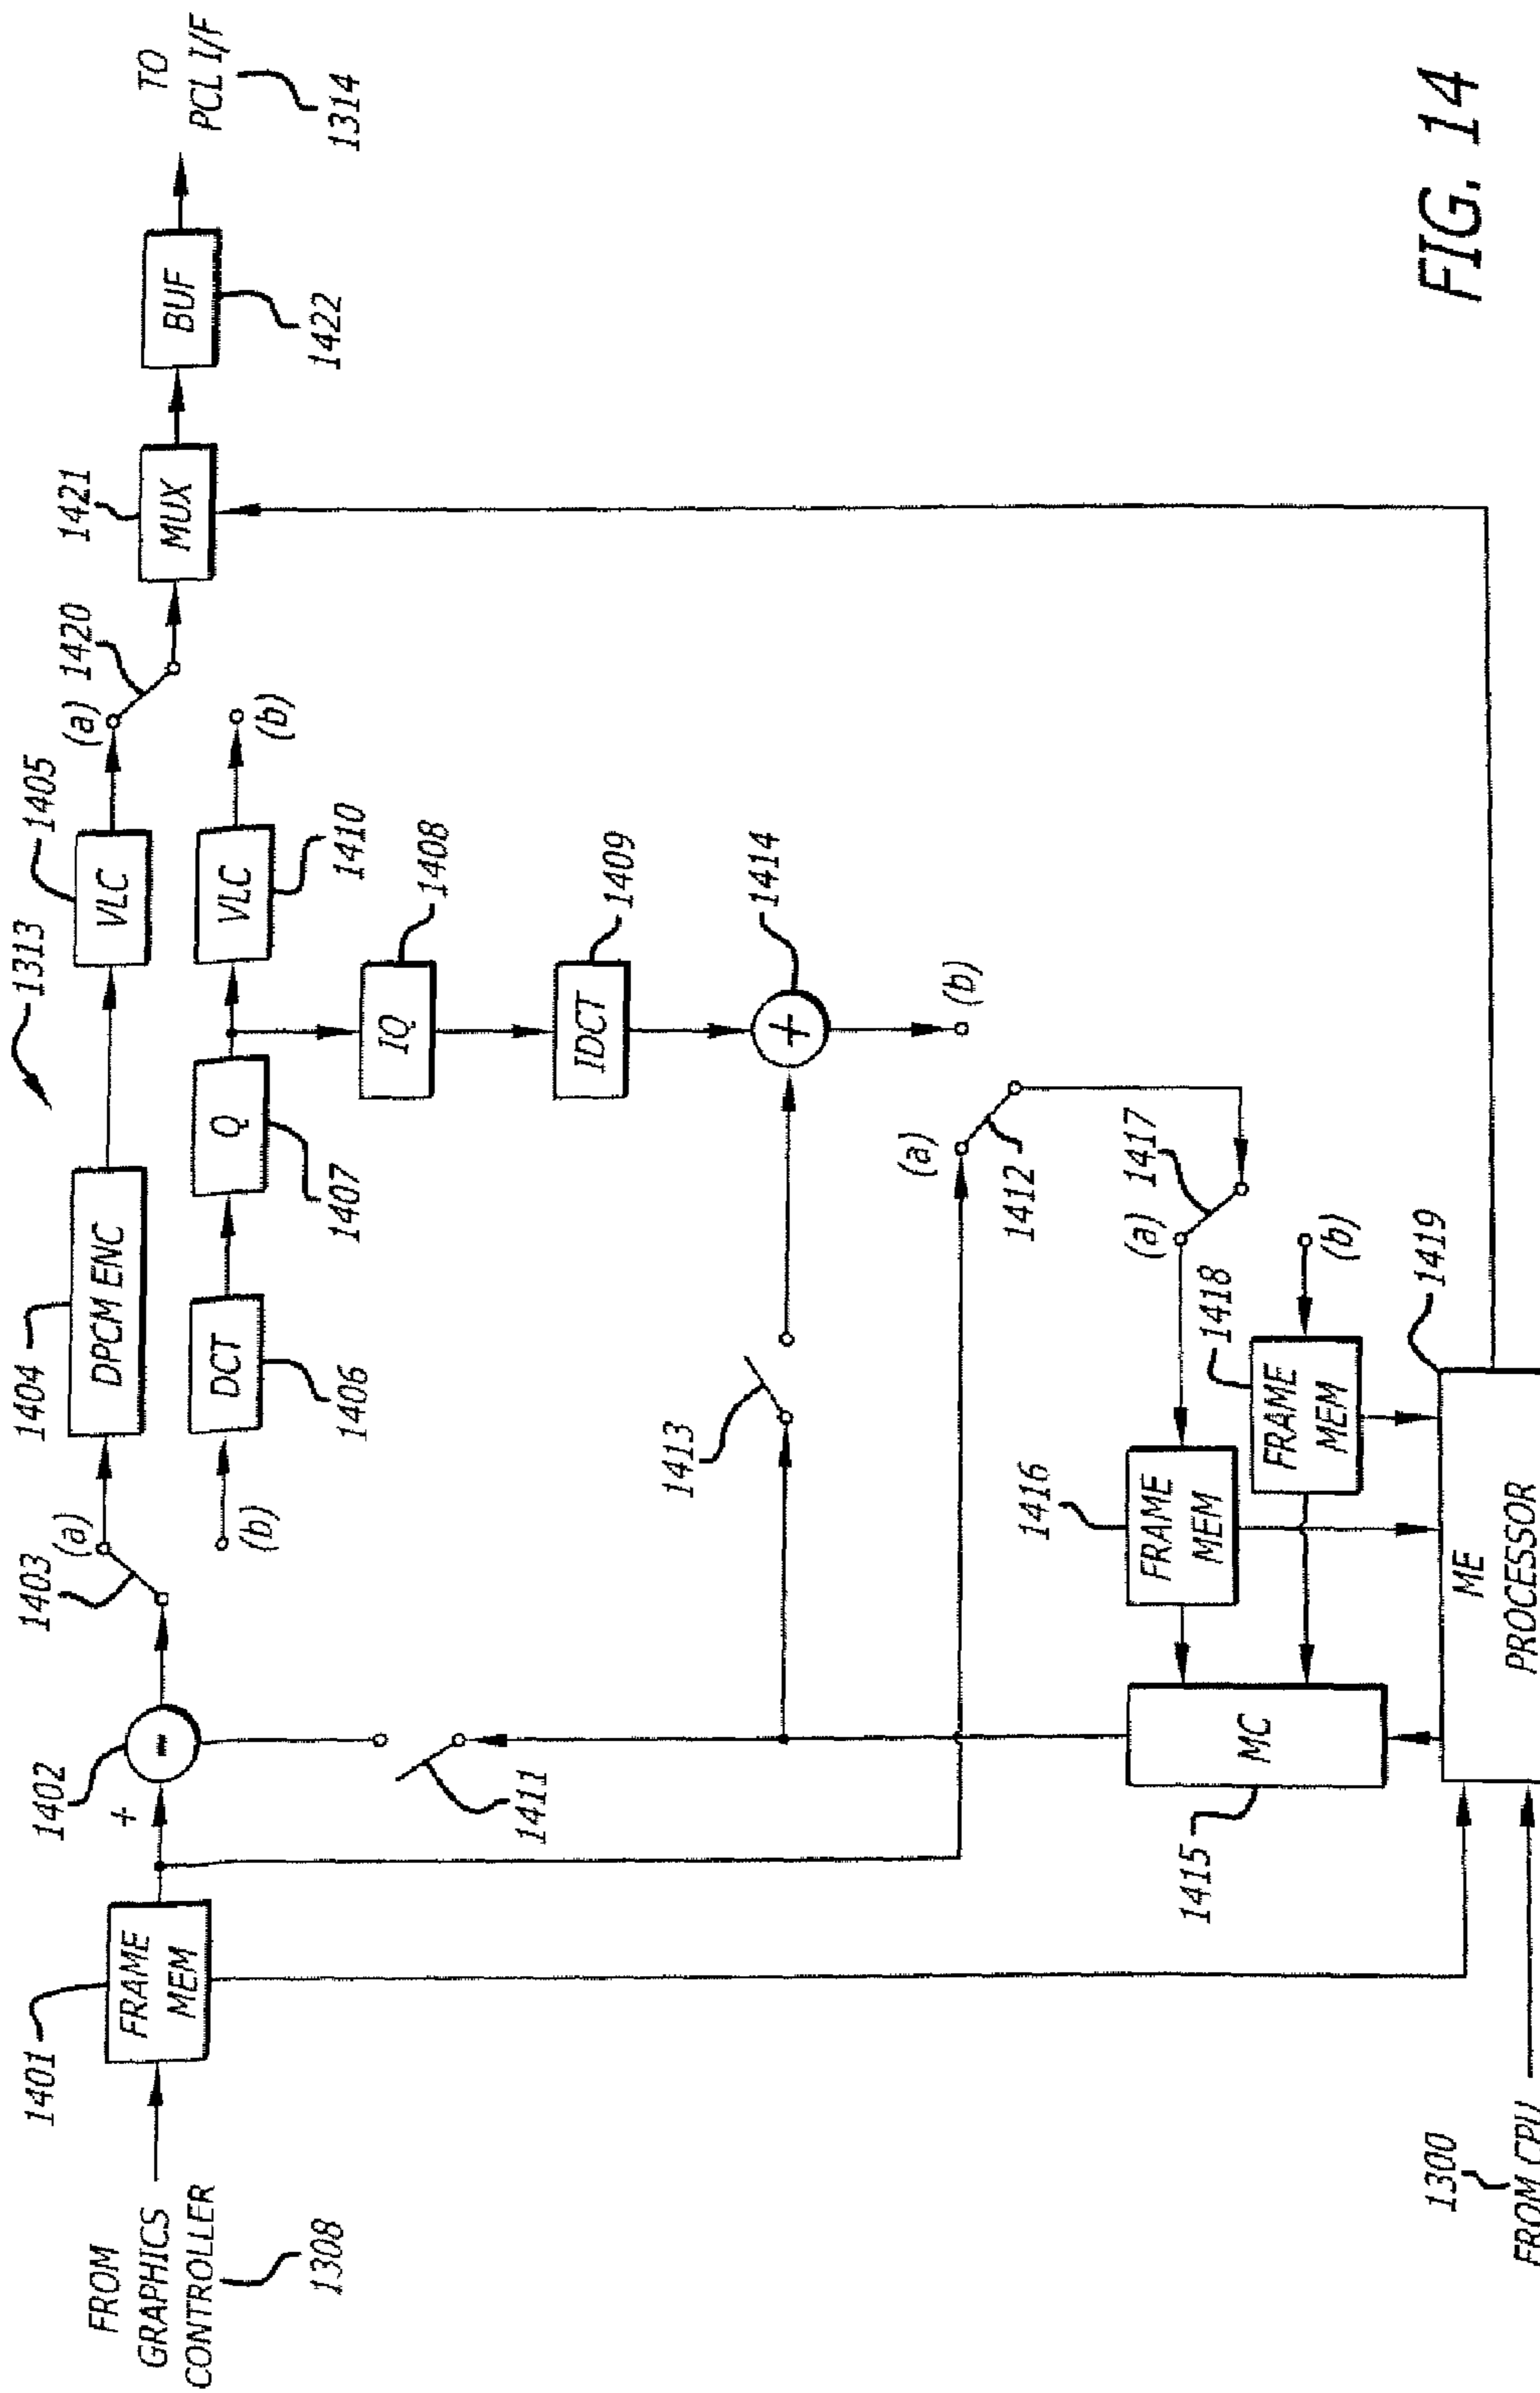 1313
FROM
GRAPHICS
CONTROLLER
1308
1401
FRAME
MEM
1402
+
-
1403
(a)
(b)
1404
DPCM ENC
1405
VLC
DCT
1406
Q
1407
VLC
1410
(a)
1420
(b)
1421
MUX
BUF
1422
TO
PCL I/F
1314
IQ
1408
IDCT
1409
+
1414
(b)
1411
1413
(a)
1412
(a)
1417
(b)
MC
1415
1416
FRAME
MEM
1418
FRAME
MEM
1419
ME
PROCESSOR
1300
FROM CPU
FIG. 14